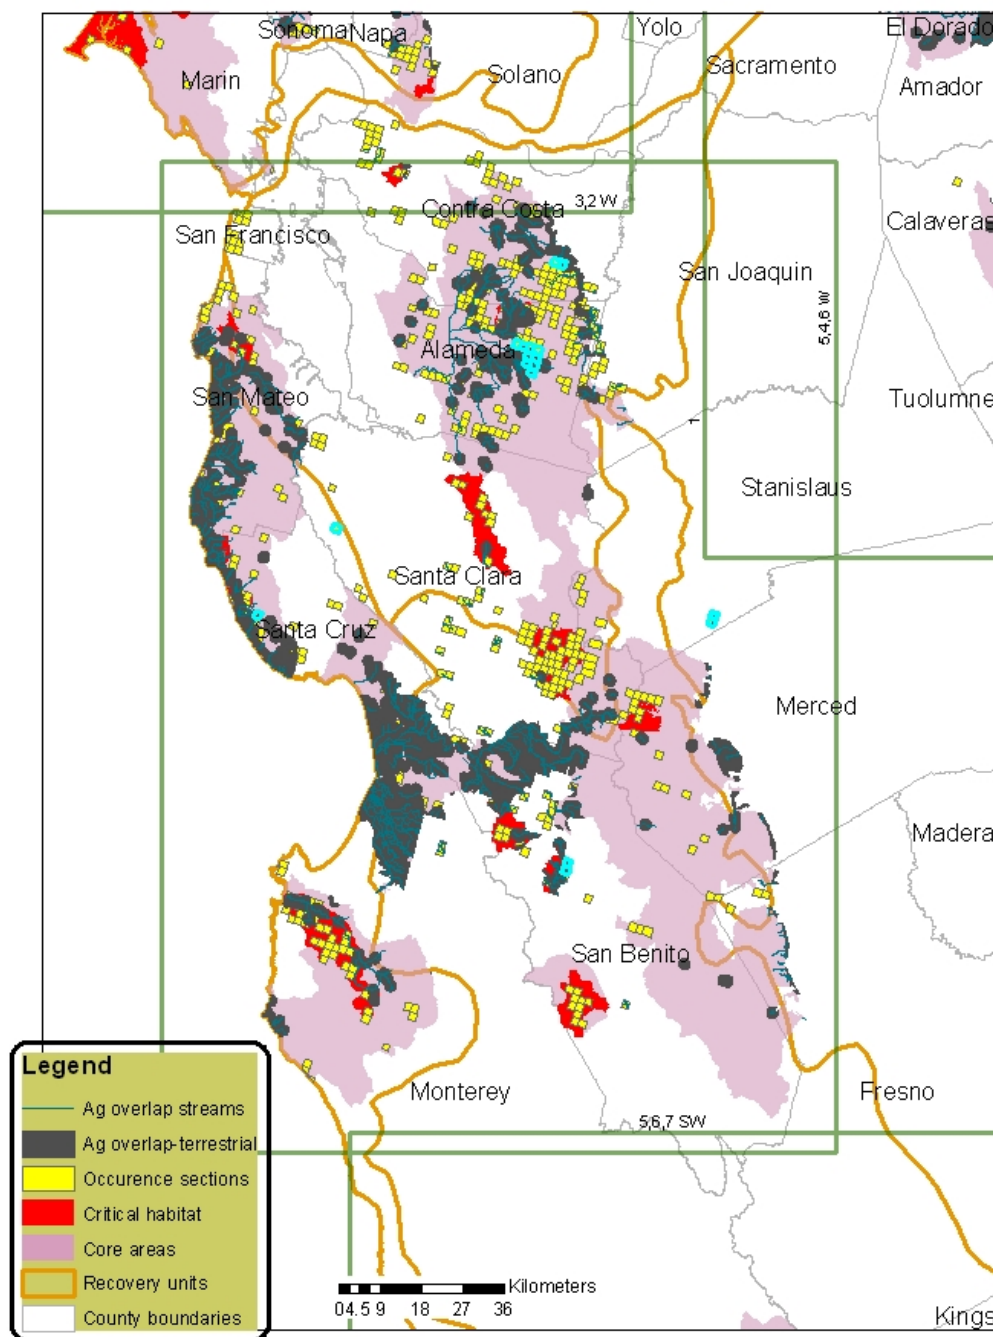 Sonoma Napa
Yolo
El Dorado
Marin
Solano
Sacramento
Amador
Contra Costa
3,2 W
San Francisco
Calaveras
San Joaquin
5,4,6 W
Alameda
San Mateo
Tuolumne
1
Stanislaus
Santa Clara
Santa Cruz
Merced
Madera
San Benito
Monterey
Fresno
5,6,7 SW
Legend
Ag overlap streams
Ag overlap-terrestrial
Occurence sections
Critical habitat
Core areas
Recovery units
County boundaries
Kilometers
0 4.5 9 18 27 36
Kings